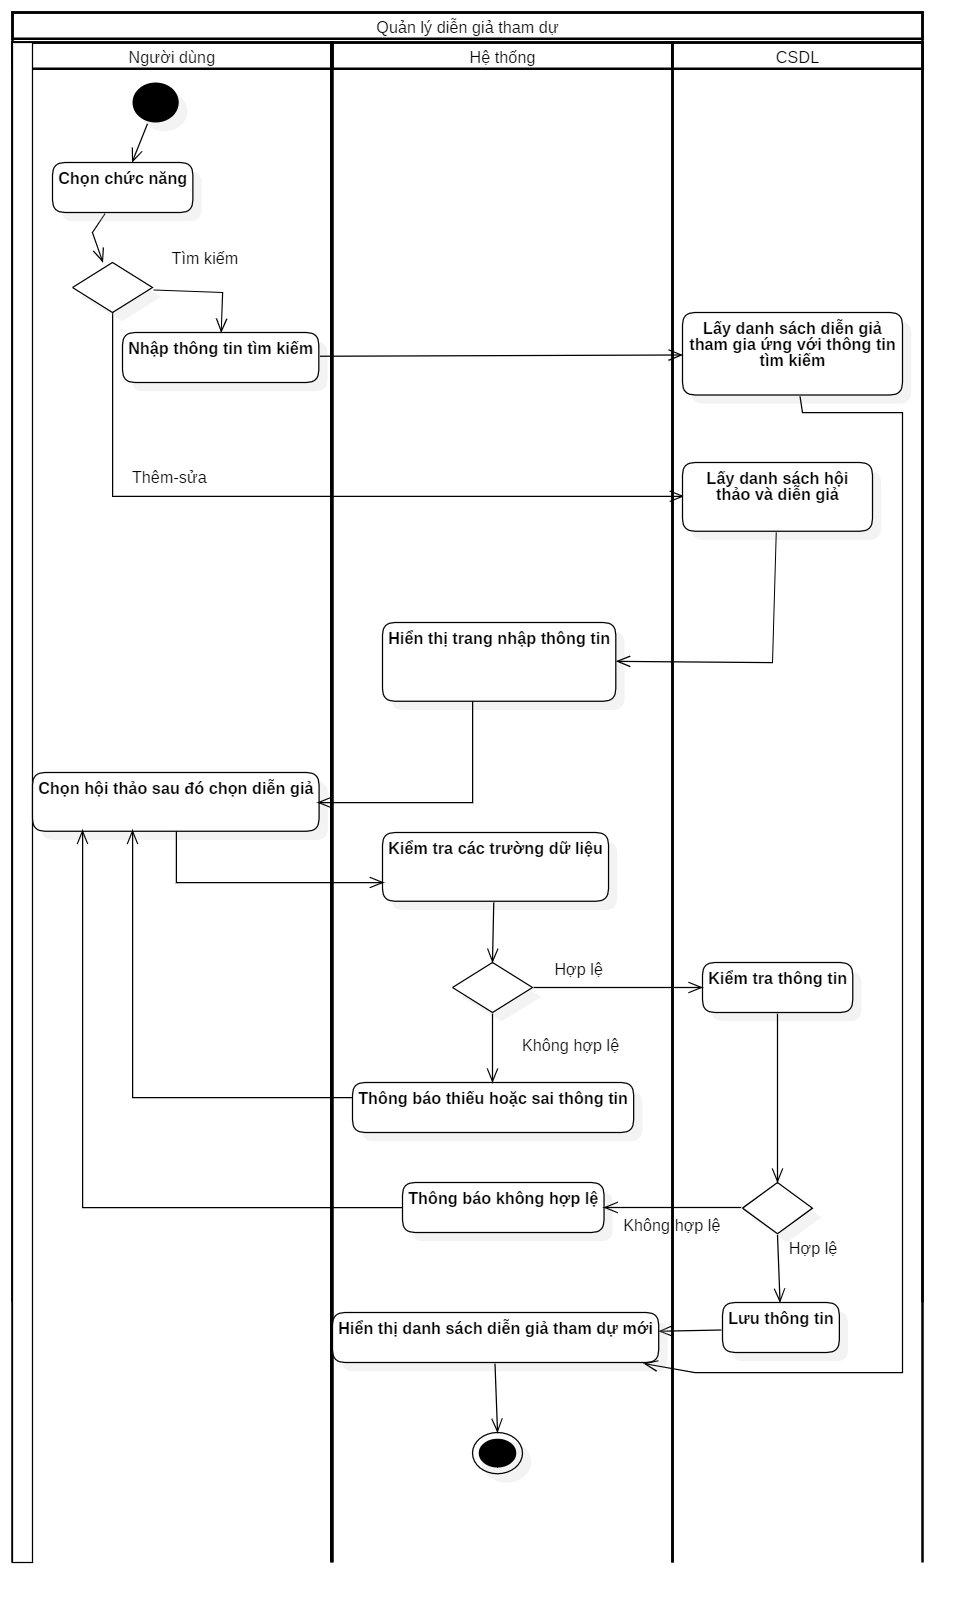 Quản lý diễn giả tham dự
Người dùng
Hệ thống
CSDL
Chọn chức năng
Tìm kiếm
Nhập thông tin tìm kiếm
Lấy danh sách diễn giả
tham gia ứng với thông tin
tìm kiếm
Thêm-sửa
Lấy danh sách hội
thảo và diễn giả
Hiển thị trang nhập thông tin
Chọn hội thảo sau đó chọn diễn giả
Kiểm tra các trường dữ liệu
Hợp lệ
Kiểm tra thông tin
Không hợp lệ
Thông báo thiếu hoặc sai thông tin
Thông báo không hợp lệ
Không hợp lệ
Hợp lệ
Lưu thông tin
Hiển thị danh sách diễn giả tham dự mới